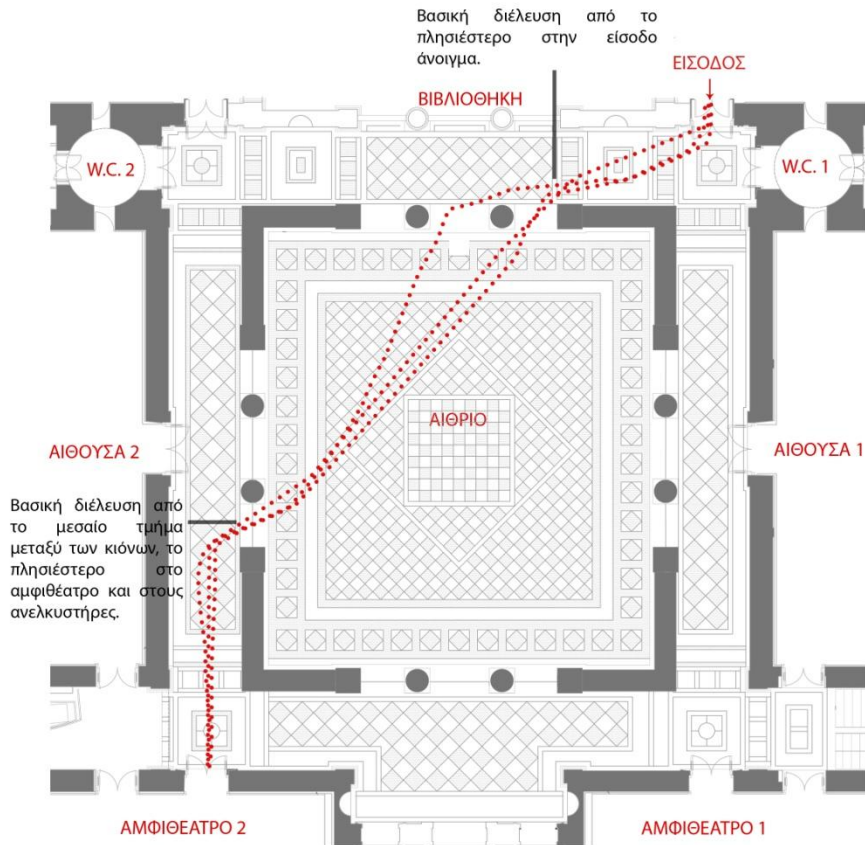 Βασική διέλευση από το
πλησιέστερο στην είσοδο
άνοιγμα.
ΕΙΣΟΔΟΣ
ΒΙΒΛΙΟΘΗΚΗ
W.C. 2
W.C. 1
ΑΙΘΡΙΟ
ΑΙΘΟΥΣΑ 2
ΑΙΘΟΥΣΑ 1
Βασική διέλευση από
το μεσαίο τμήμα
μεταξύ των κιόνων, το
πλησιέστερο στο
αμφιθέατρο και στους
ανελκυστήρες.
ΑΜΦΙΘΕΑΤΡΟ 2
ΑΜΦΙΘΕΑΤΡΟ 1